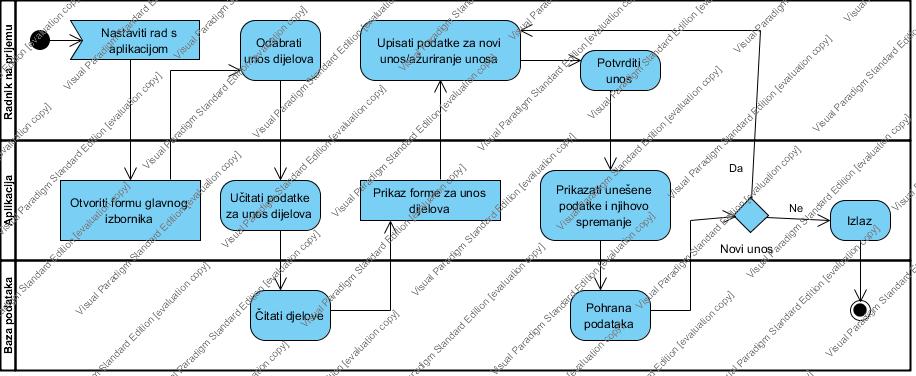 Radnik na prijemu
Nastaviti rad s
aplikacijom
Odabrati
unos dijelova
Upisati podatke za novi
unos/ažuriranje unosa
Potvrditi
unos
Aplikacija
Otvoriti formu glavnog
izbornika
Učitati podatke
za unos dijelova
Prikaz forme za unos
dijelova
Prikazati unešene
podatke i njihovo
spremanje
Da
Novi unos
Ne
Izlaz
Baza podataka
Čitati djelove
Pohrana
podataka
Visual Paradigm Standard Edition [evaluation copy]